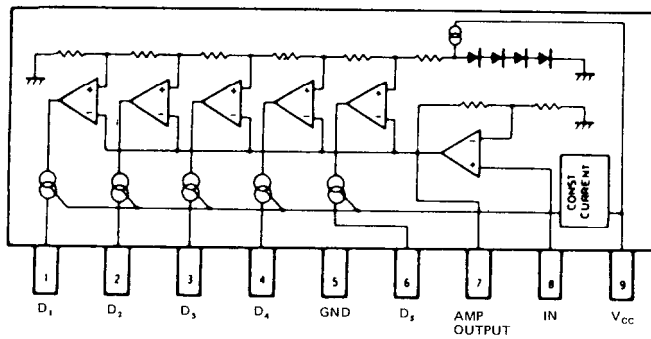 + + + + +
- - - - -
-
+
CONST
CURRENT
1 2 3 4 5 6 7 8 9
D₁ D₂ D₃ D₄ GND D₅ AMP OUTPUT IN VCC